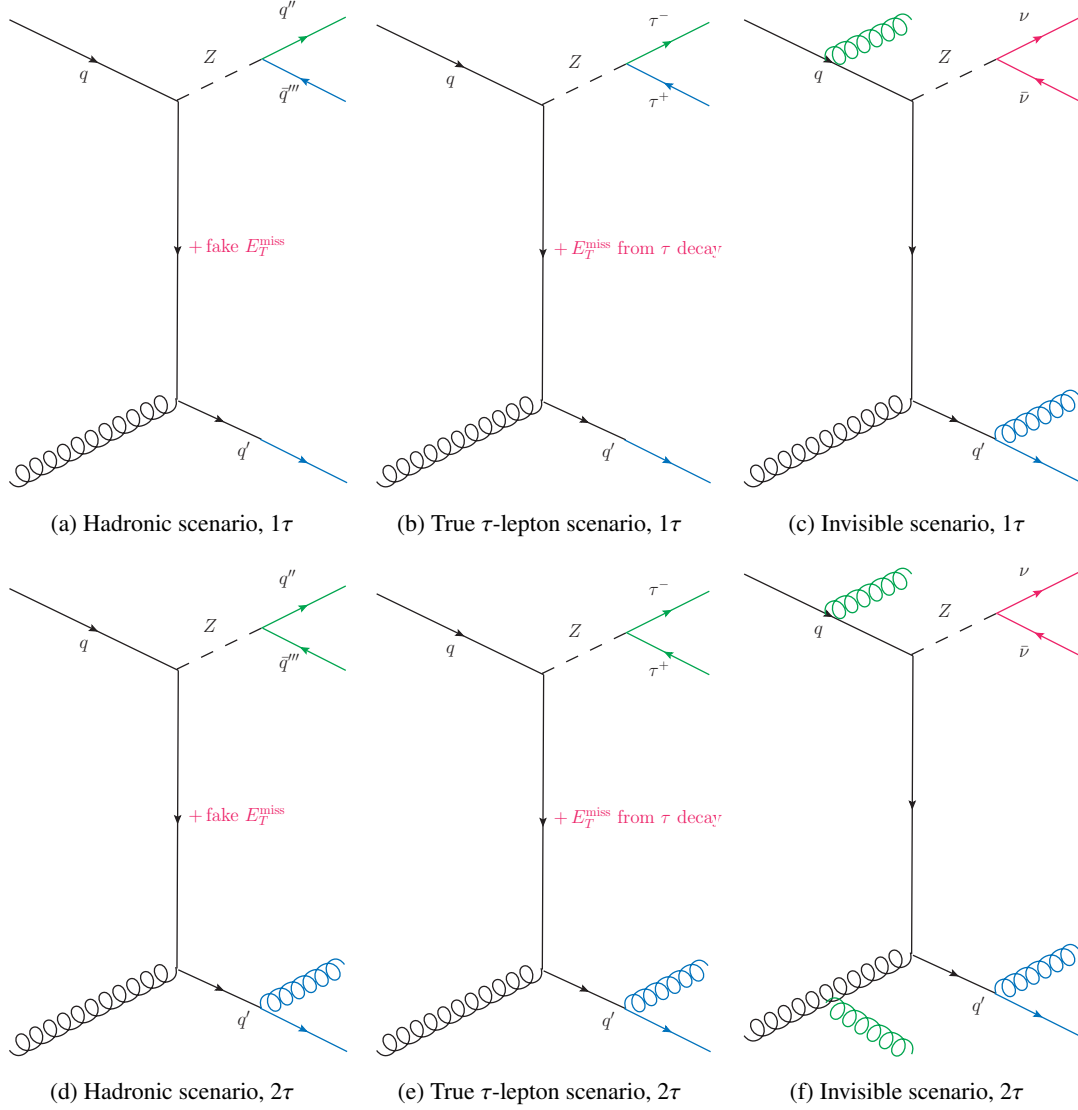 q''
Z
q
q̄'''
+ fake E_T^miss
q'
(a) Hadronic scenario, 1τ
τ⁻
Z
q
τ⁺
+ E_T^miss from τ decay
q'
(b) True τ-lepton scenario, 1τ
ν
Z
q
ν̄
q'
(c) Invisible scenario, 1τ
q''
Z
q
q̄'''
+ fake E_T^miss
q'
(d) Hadronic scenario, 2τ
τ⁻
Z
q
τ⁺
+ E_T^miss from τ decay
q'
(e) True τ-lepton scenario, 2τ
ν
Z
q
ν̄
q'
(f) Invisible scenario, 2τ